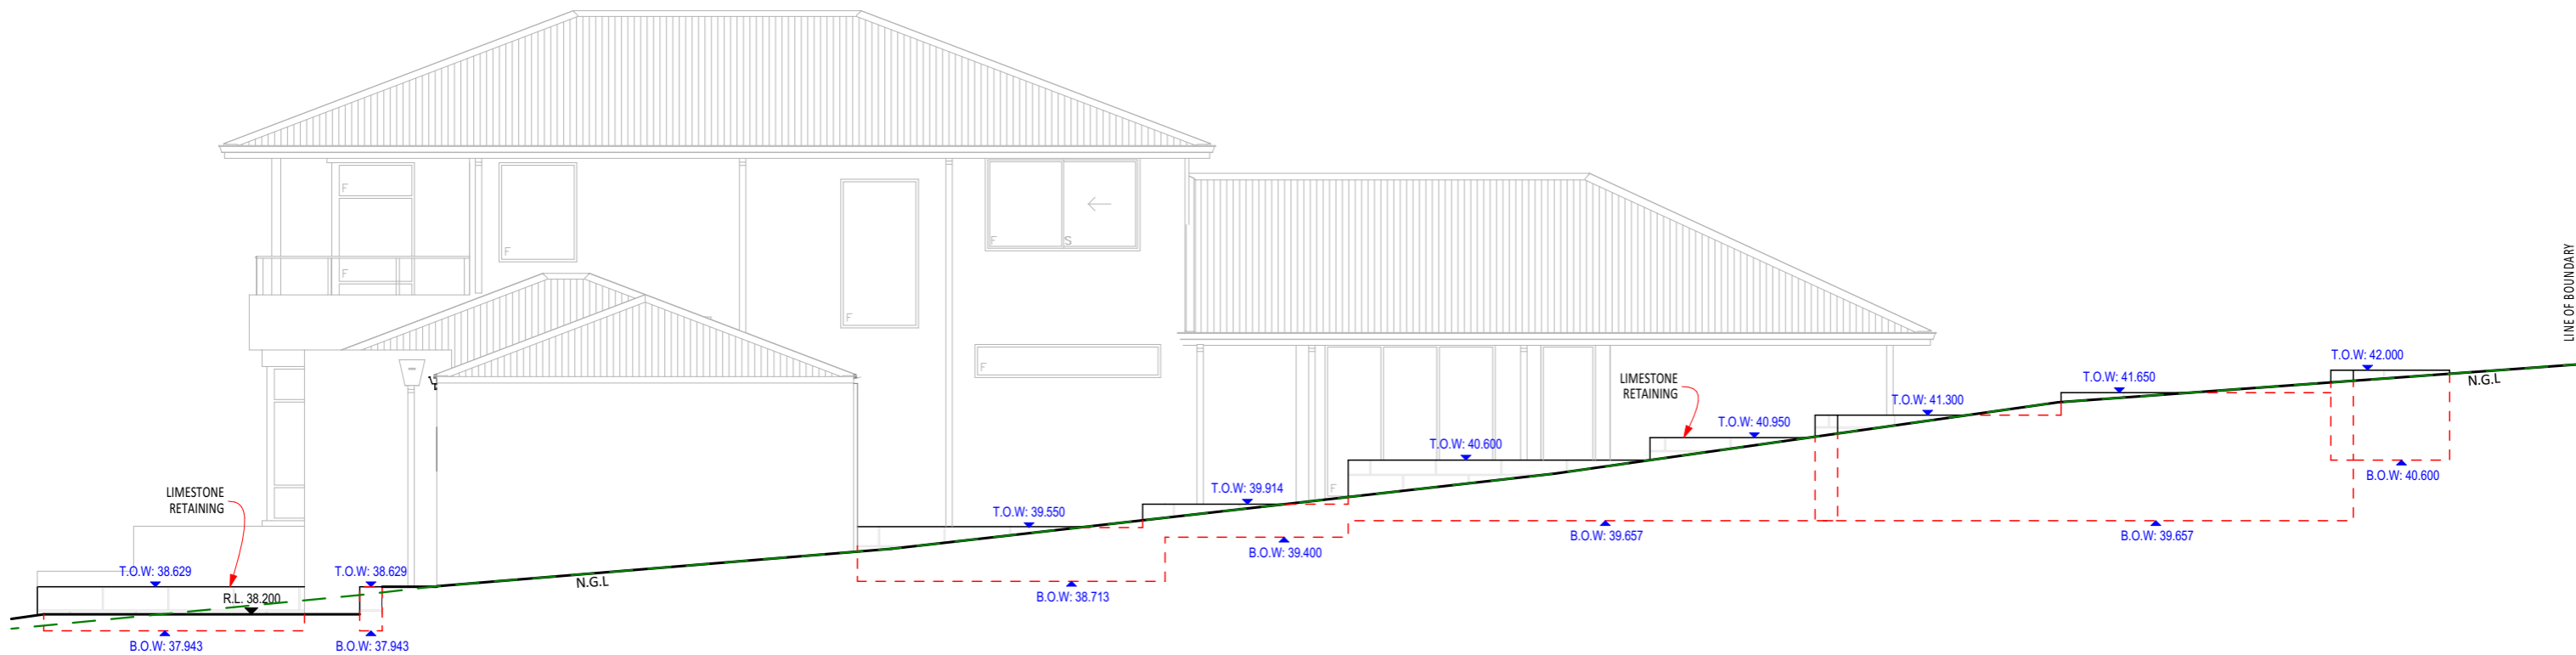 F
F
F
F
S
F
F
LINE OF BOUNDARY
T.O.W: 42.000
N.G.L
T.O.W: 41.650
LIMESTONE
RETAINING
T.O.W: 41.300
T.O.W: 40.950
T.O.W: 40.600
B.O.W: 40.600
F
T.O.W: 39.914
LIMESTONE
RETAINING
T.O.W: 39.550
B.O.W: 39.657
B.O.W: 39.657
B.O.W: 39.400
T.O.W: 38.629
T.O.W: 38.629
N.G.L
R.L. 38.200
B.O.W: 38.713
B.O.W: 37.943
B.O.W: 37.943